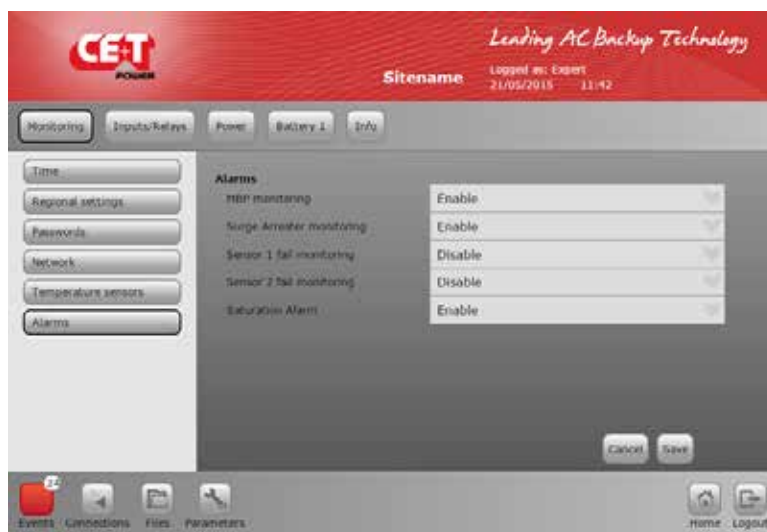 CE+T
POWER
Leading AC Backup Technology
Sitename
Logged as: Expert
21/05/2015 11:42
Monitoring
Inputs/Relays
Power
Battery 1
Info
Time
Regional settings
Passwords
Network
Temperature sensors
Alarms
Alarms
MBP monitoring Enable
Surge Arrester monitoring Enable
Sensor 1 fail monitoring Disable
Sensor 2 fail monitoring Disable
Saturation Alarm Enable
Cancel
Save
24
Events
Connections
Files
Parameters
Home
Logout